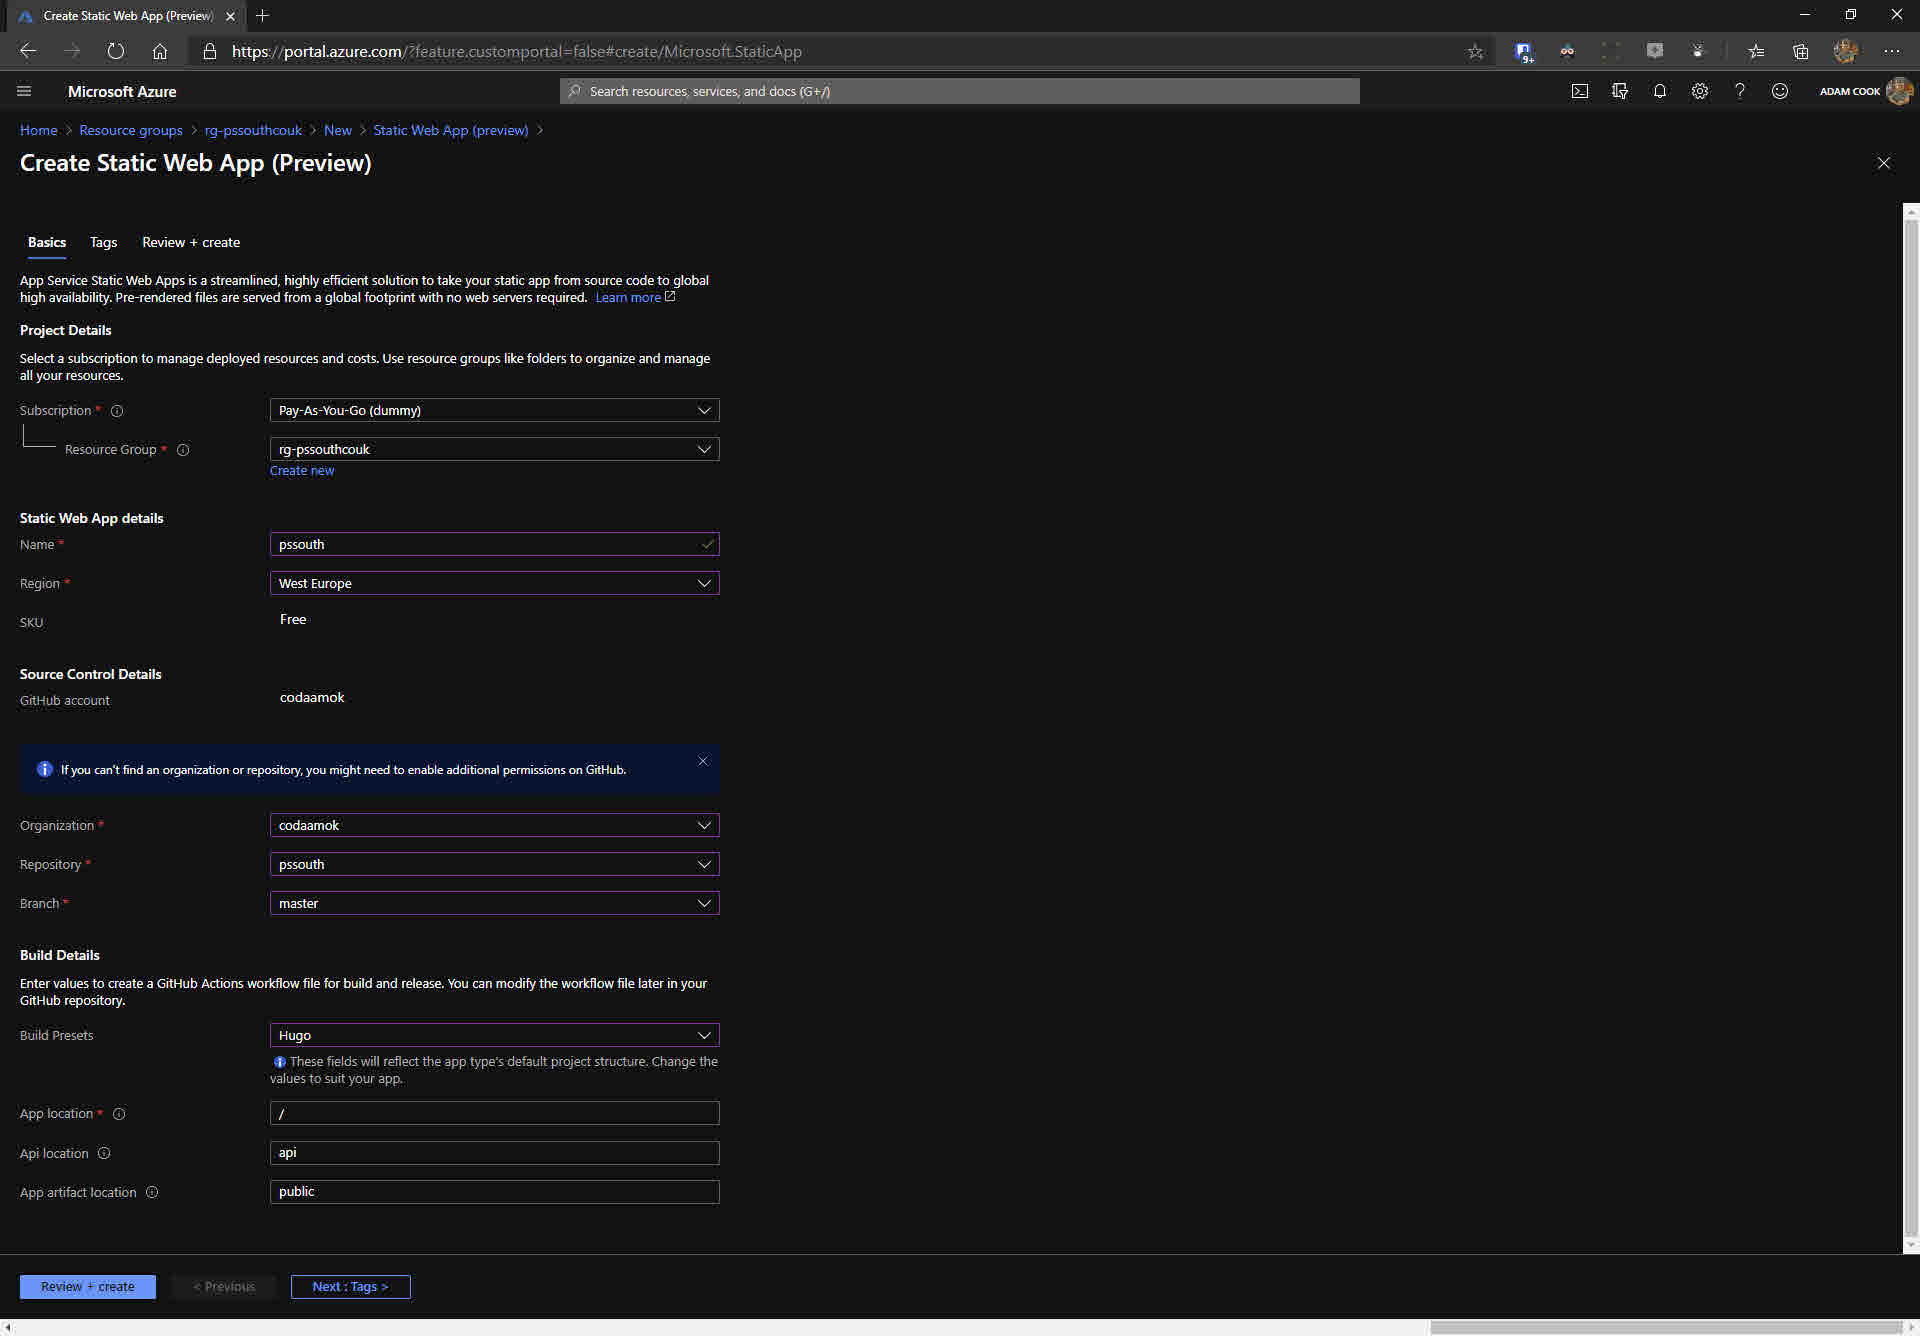 Create Static Web App (Preview)
https://portal.azure.com/?feature.customportal=false#create/Microsoft.StaticApp
9+
Microsoft Azure
Search resources, services, and docs (G+/)
ADAM COOK
Home > Resource groups > rg-pssouthcouk > New > Static Web App (preview) >
Create Static Web App (Preview)
Basics Tags Review + create
App Service Static Web Apps is a streamlined, highly efficient solution to take your static app from source code to global
high availability. Pre-rendered files are served from a global footprint with no web servers required. Learn more
Project Details
Select a subscription to manage deployed resources and costs. Use resource groups like folders to organize and manage
all your resources.
Subscription * Pay-As-You-Go (dummy)
Resource Group * rg-pssouthcouk
Create new
Static Web App details
Name * pssouth
Region * West Europe
SKU Free
Source Control Details
GitHub account codaamok
If you can't find an organization or repository, you might need to enable additional permissions on GitHub.
Organization * codaamok
Repository * pssouth
Branch * master
Build Details
Enter values to create a GitHub Actions workflow file for build and release. You can modify the workflow file later in your
GitHub repository.
Build Presets Hugo
These fields will reflect the app type's default project structure. Change the
values to suit your app.
App location * /
Api location api
App artifact location public
Review + create < Previous Next : Tags >